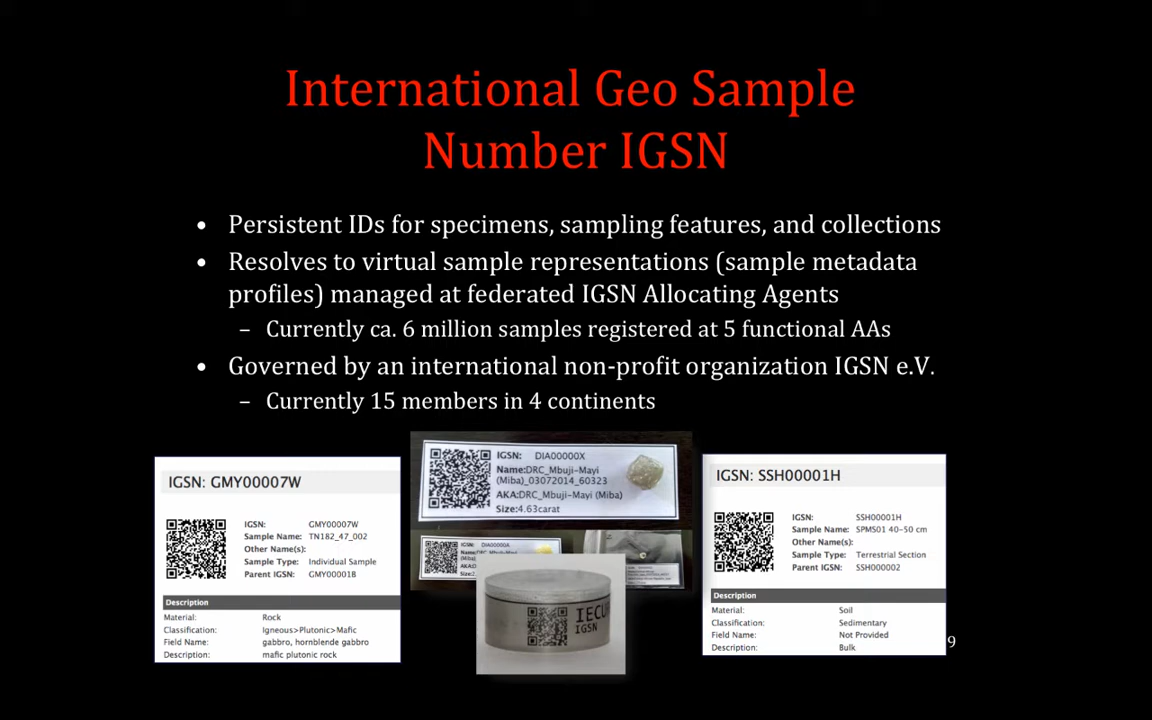 International Geo Sample
Number IGSN
• Persistent IDs for specimens, sampling features, and collections
• Resolves to virtual sample representations (sample metadata
profiles) managed at federated IGSN Allocating Agents
– Currently ca. 6 million samples registered at 5 functional AAs
• Governed by an international non-profit organization IGSN e.V.
– Currently 15 members in 4 continents
IGSN: GMY00007W
IGSN: GMY00007W
Sample Name: TN182_47_002
Other Name(s):
Sample Type: Individual Sample
Parent IGSN: GMY00001B
Description
Material: Rock
Classification: Igneous>Plutonic>Mafic
Field Name: gabbro, hornblende gabbro
Description: mafic plutonic rock
IGSN: DIA00000X
Name:DRC_Mbuji-Mayi
(Miba)_03072014_60323
AKA:DRC_Mbuji-Mayi (Miba)
Size:4.63carat
IGSN:
IGSN
IGSN: SSH00001H
IGSN: SSH00001H
Sample Name: SPMS01 40-50 cm
Other Name(s):
Sample Type: Terrestrial Section
Parent IGSN: SSH000002
Description
Material: Soil
Classification: Sedimentary
Field Name: Not Provided
Description: Bulk
9